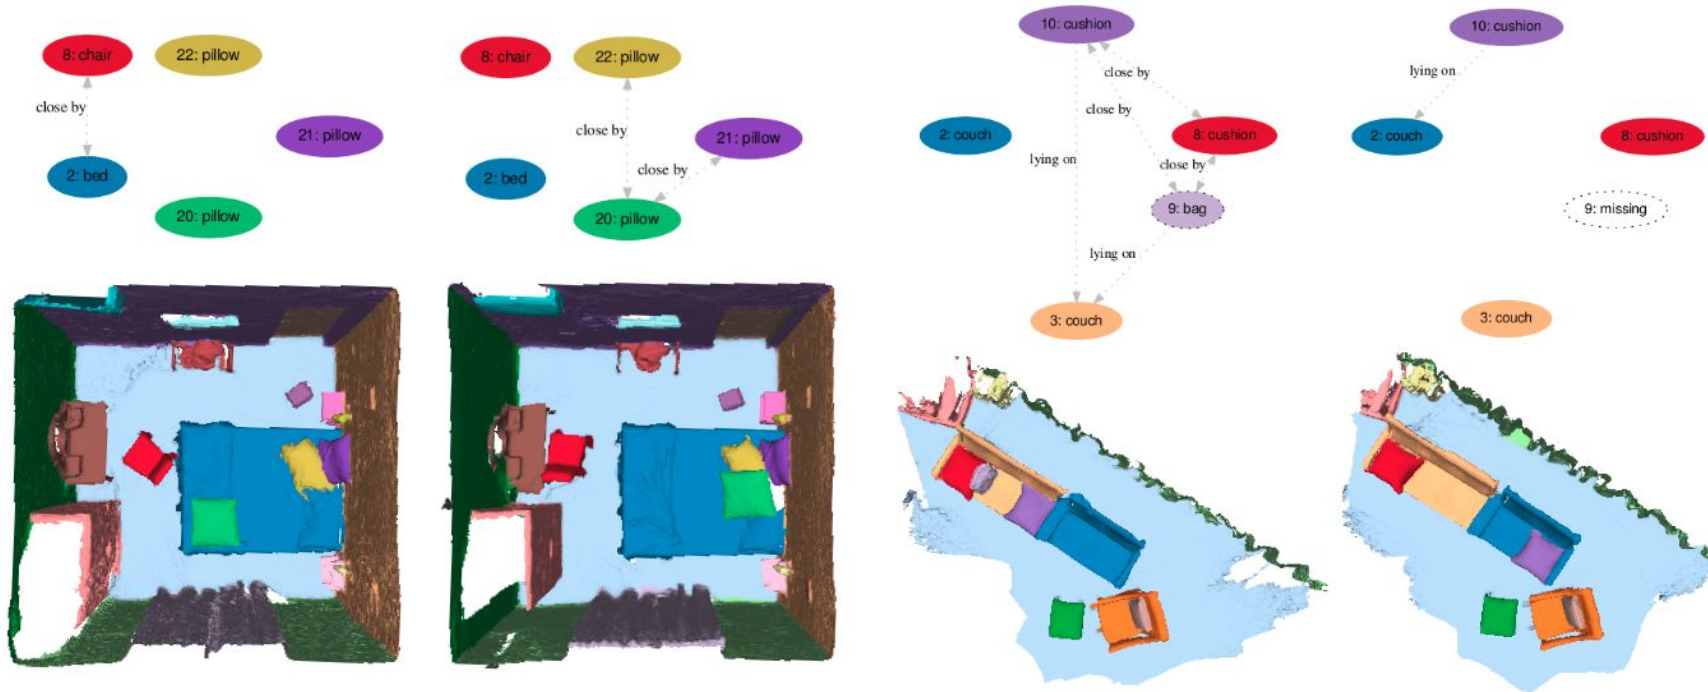 8: chair
22: pillow
close by
21: pillow
2: bed
20: pillow
8: chair
22: pillow
close by
21: pillow
close by
2: bed
20: pillow
10: cushion
close by
close by
2: couch
8: cushion
lying on
close by
9: bag
lying on
3: couch
10: cushion
lying on
2: couch
8: cushion
9: missing
3: couch